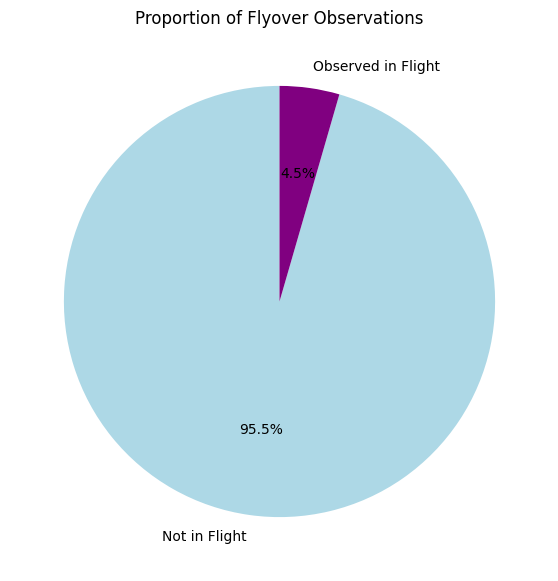 Proportion of Flyover Observations
Observed in Flight
4.5%
95.5%
Not in Flight